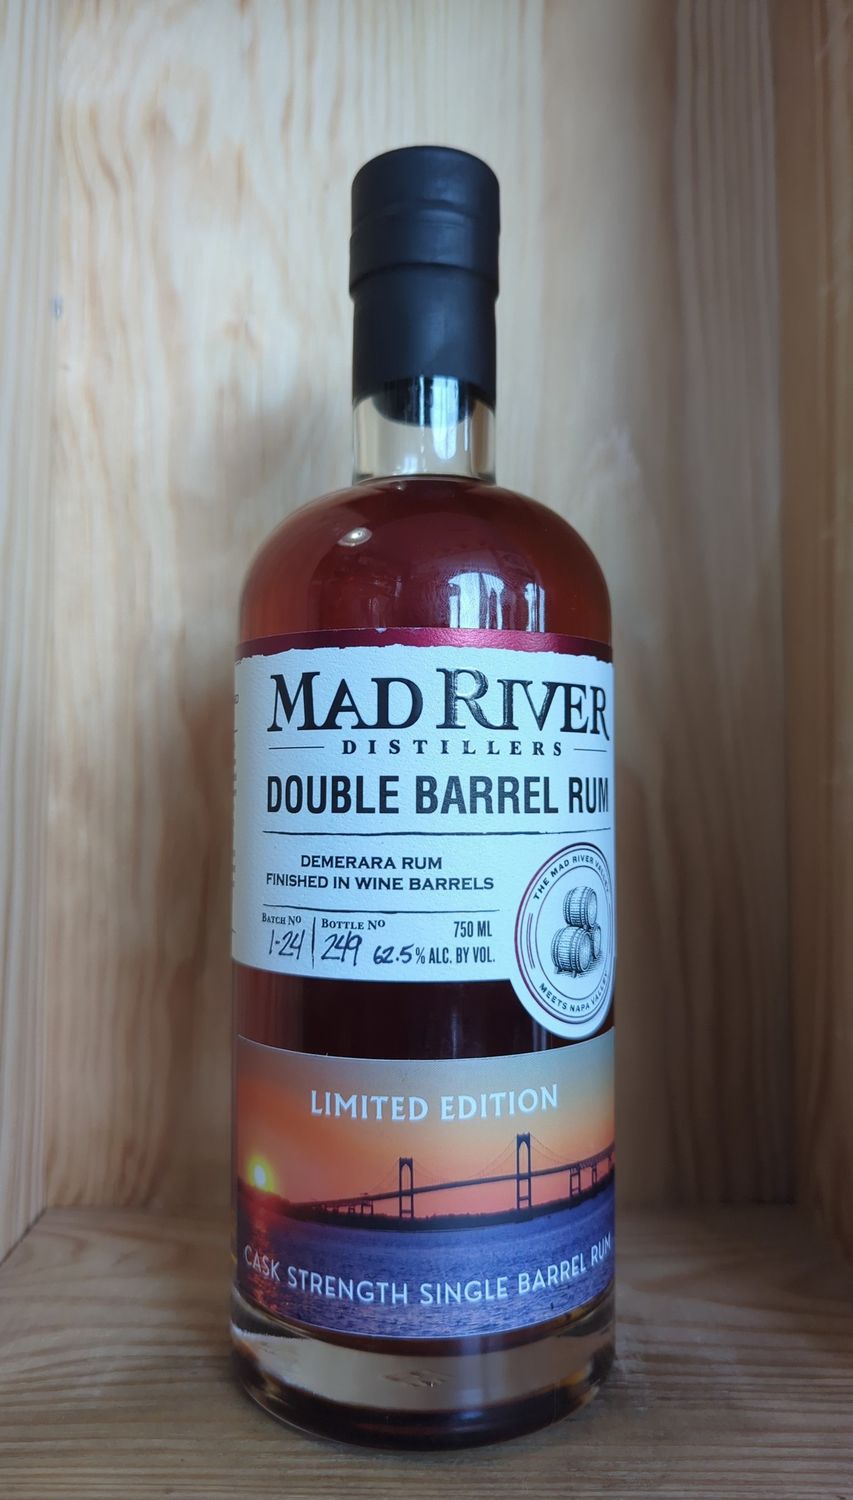 MAD RIVER
DISTILLERS
DOUBLE BARREL RUM
DEMERARA RUM
FINISHED IN WINE BARRELS
BATCH NO 1-24
BOTTLE NO 249
750 ML
62.5% ALC. BY VOL.
THE MAD RIVER VALLEY
MEETS NAPA VALLEY
LIMITED EDITION
CASK STRENGTH SINGLE BARREL RUM